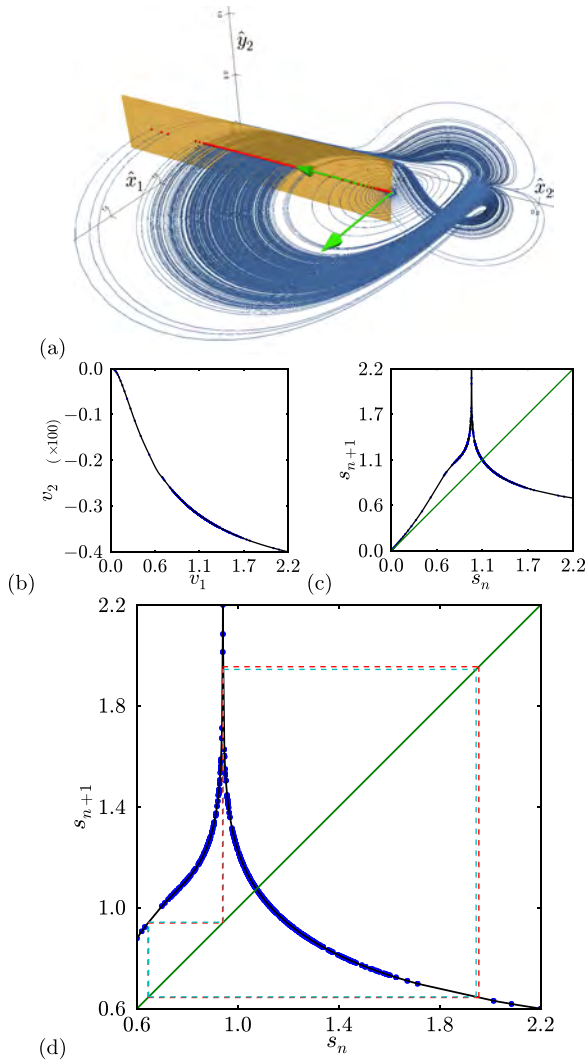 ŷ₂
x̂₁
x̂₂
(a)
0.0
−0.1
−0.2
−0.3
−0.4
v₂ (×100)
0.0 0.6 1.1 1.7 2.2
v₁
(b)
2.2
1.7
1.1
0.6
0.0
sₙ₊₁
0.0 0.6 1.1 1.7 2.2
sₙ
(c)
2.2
1.8
1.4
1.0
0.6
sₙ₊₁
0.6 1.0 1.4 1.8 2.2
sₙ
(d)